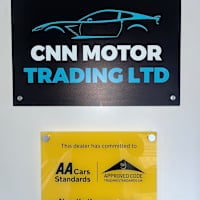 CNN MOTOR
TRADING LTD
This dealer has committed to
AA Cars
Standards
APPROVED CODE
TRADINGSTANDARDS.UK